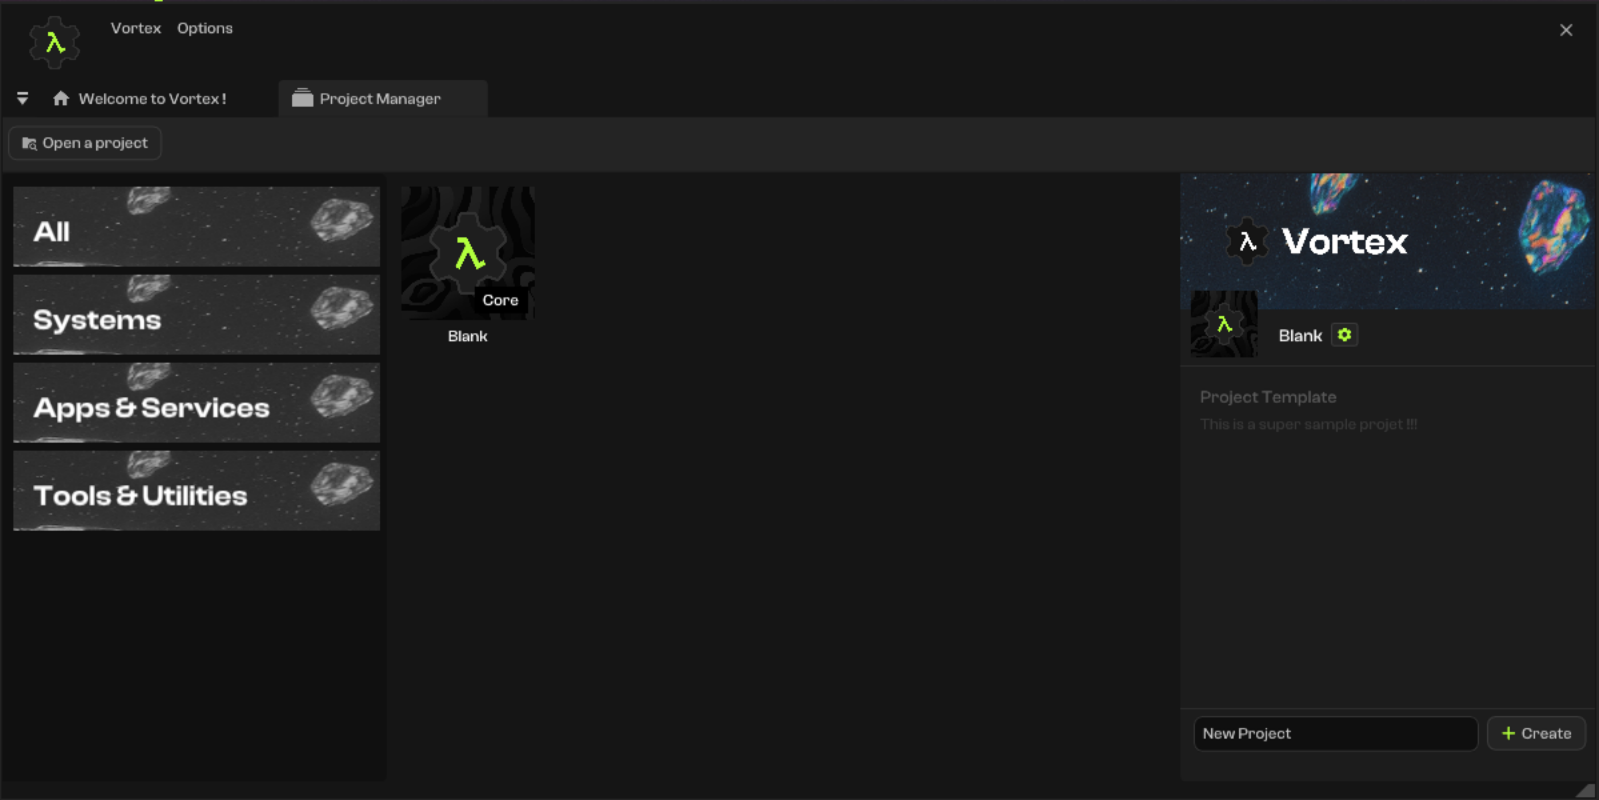 Vortex Options
Welcome to Vortex !
Project Manager
Open a project
All
Systems
Apps & Services
Tools & Utilities
Core
Blank
Vortex
Blank
Project Template
This is a super sample projet !!!
New Project
Create